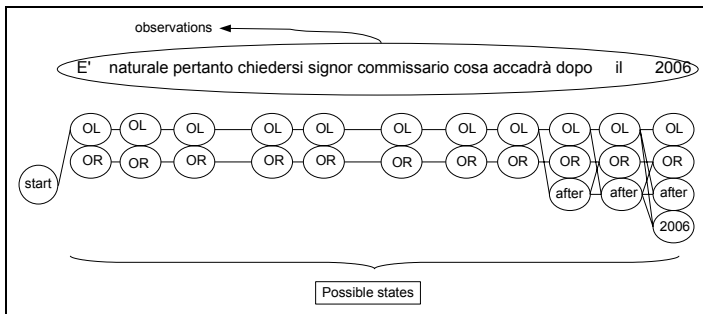 observations
E' naturale pertanto chiedersi signor commissario cosa accadrà dopo il 2006
OL OL OL OL OL OL OL OL OL OL OL
OR OR OR OR OR OR OR OR OR OR OR
start after after after
2006
Possible states